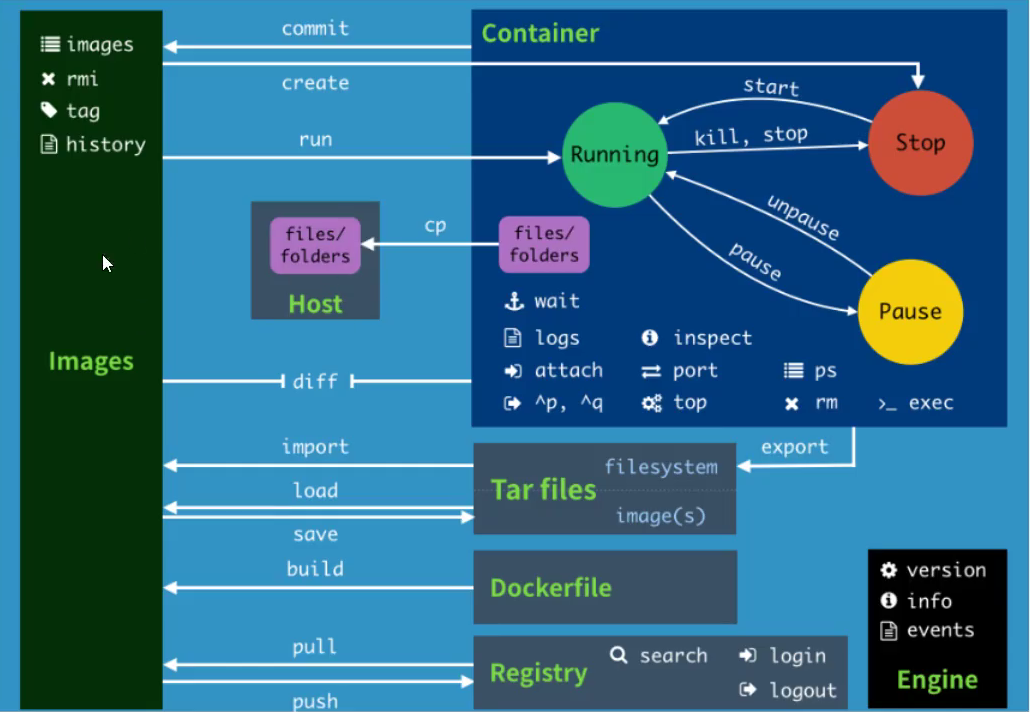 images
rmi
tag
history
Images
commit
create
run
Container
start
kill, stop
Running
Stop
unpause
pause
Pause
files/
folders
Host
cp
files/
folders
wait
logs
inspect
attach
port
ps
^p, ^q
top
rm
>_ exec
diff
import
load
save
export
filesystem
Tar files
image(s)
build
Dockerfile
pull
push
Registry
search
login
logout
version
info
events
Engine